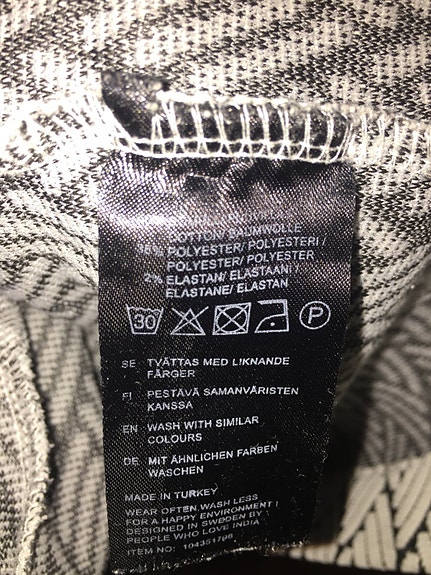 COTTON/ BAUMWOLLE
POLYESTER/ POLYESTERI /
POLYESTER/ POLYESTER
2% ELASTAN/ ELASTAANI /
ELASTANE/ ELASTAN
30 P
SE TVÄTTAS MED LIKNANDE
FÄRGER
FI PESTÄVÄ SAMANVÄRISTEN
KANSSA
EN WASH WITH SIMILAR
COLOURS
DE MIT ÄHNLICHEN FARBEN
WASCHEN
MADE IN TURKEY
WEAR OFTEN, WASH LESS
FOR A HAPPY ENVIRONMENT !
DESIGNED IN SWEDEN BY
PEOPLE WHO LOVE INDIA
ITEM NO: